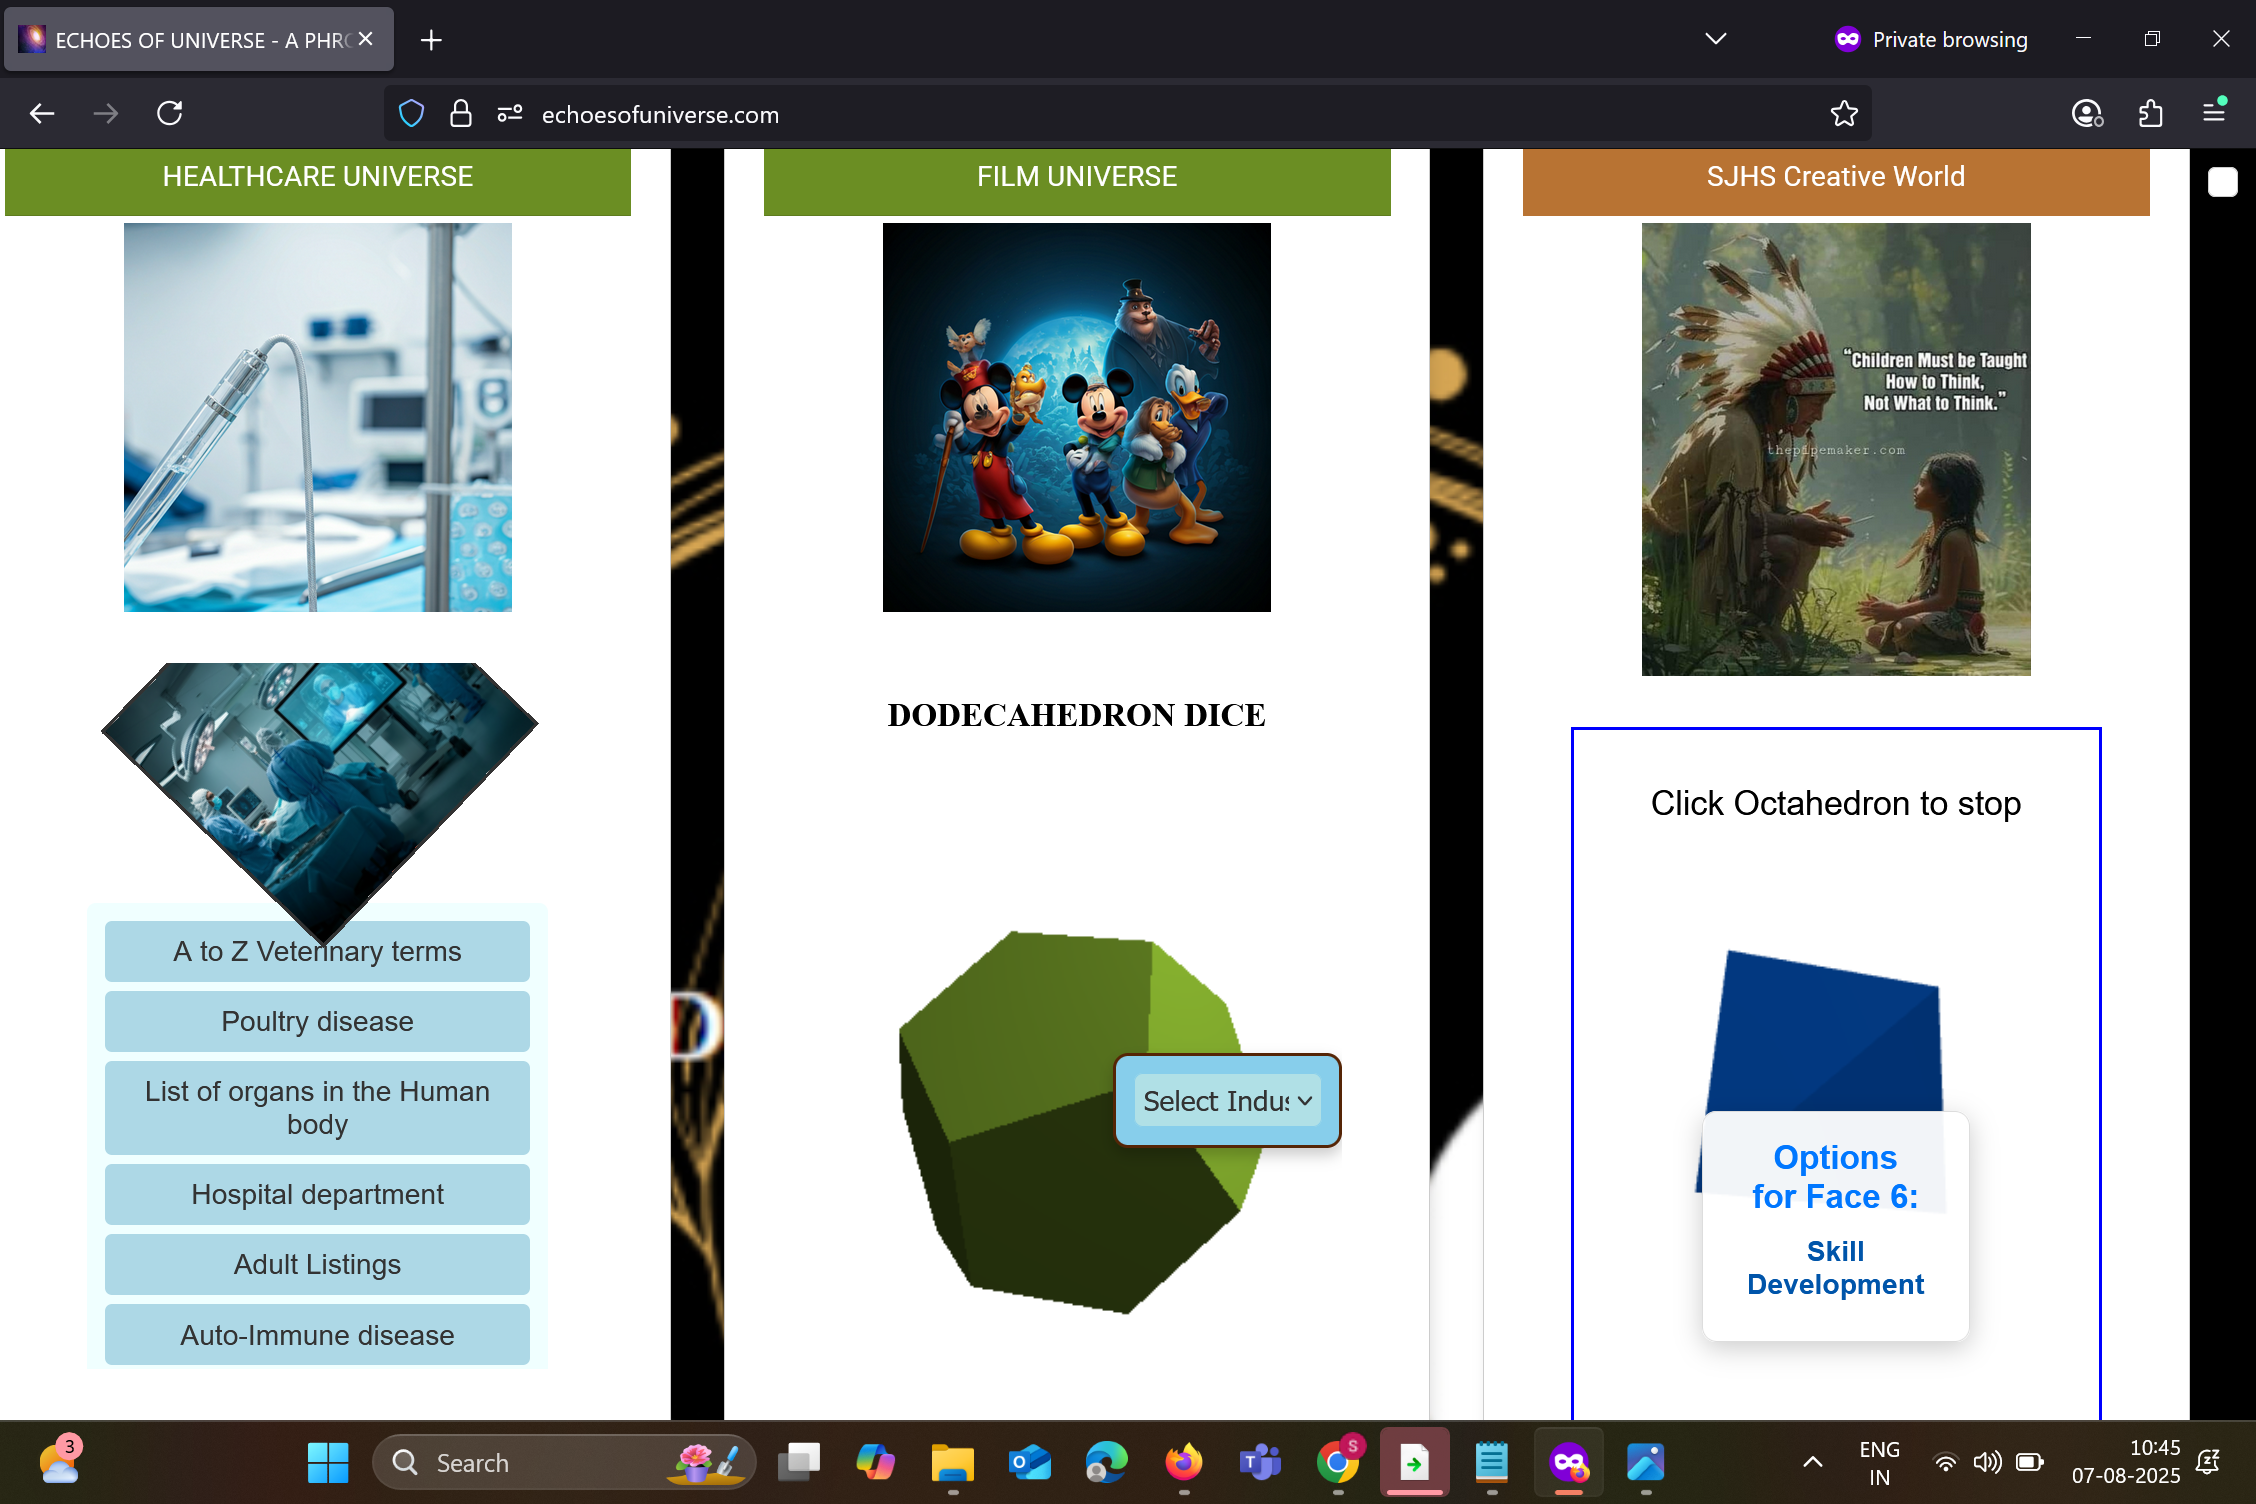 ECHOES OF UNIVERSE - A PHRO
Private browsing
echoesofuniverse.com
HEALTHCARE UNIVERSE
A to Z Veterinary terms
Poultry disease
List of organs in the Human
body
Hospital department
Adult Listings
Auto-Immune disease
FILM UNIVERSE
DODECAHEDRON DICE
Select Indus
SJHS Creative World
“Children Must be Taught
How to Think,
Not What to Think.”
thepipemaker.com
Click Octahedron to stop
Options
for Face 6:
Skill
Development
D
3
Search
S
ENG
IN
10:45
07-08-2025